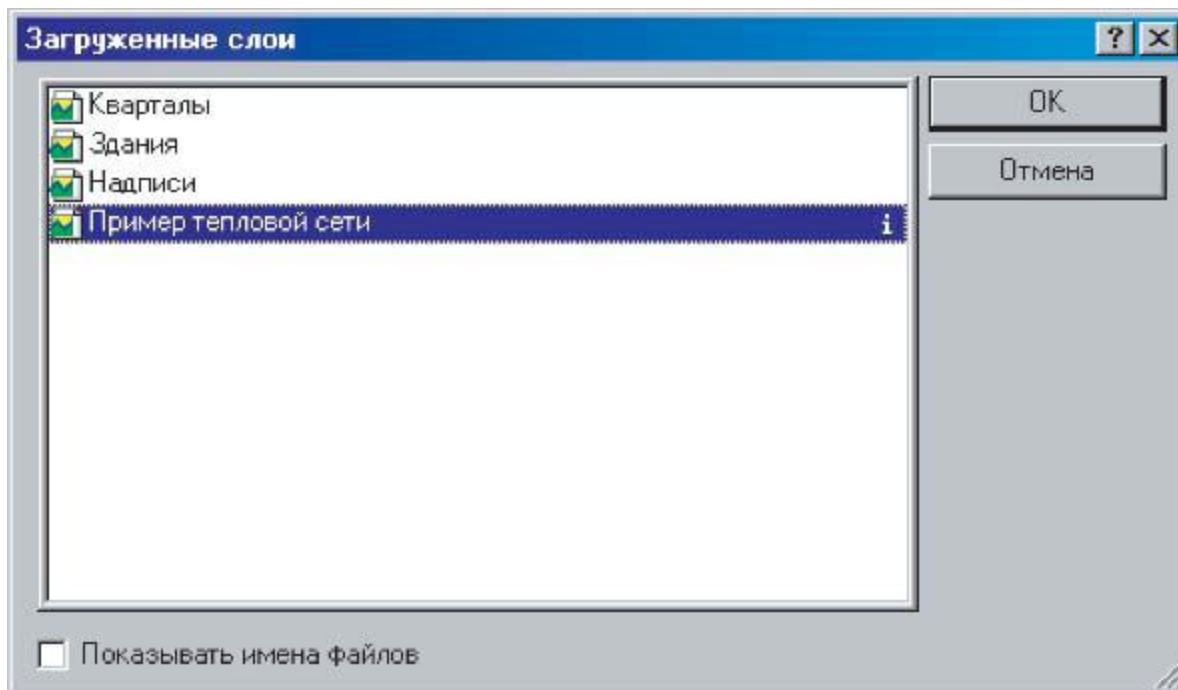 Загруженные слои
?
Кварталы
Здания
Надписи
Пример тепловой сети i
OK
Отмена
Показывать имена файлов